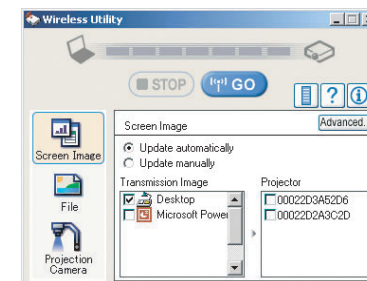 Wireless Utility
STOP
GO
?
i
Screen Image
Advanced.
Update automatically
Update manually
Screen Image
Transmission Image
Projector
Desktop
00022D3A52D6
Microsoft Power
00022D2A3C2D
File
Projection
Camera